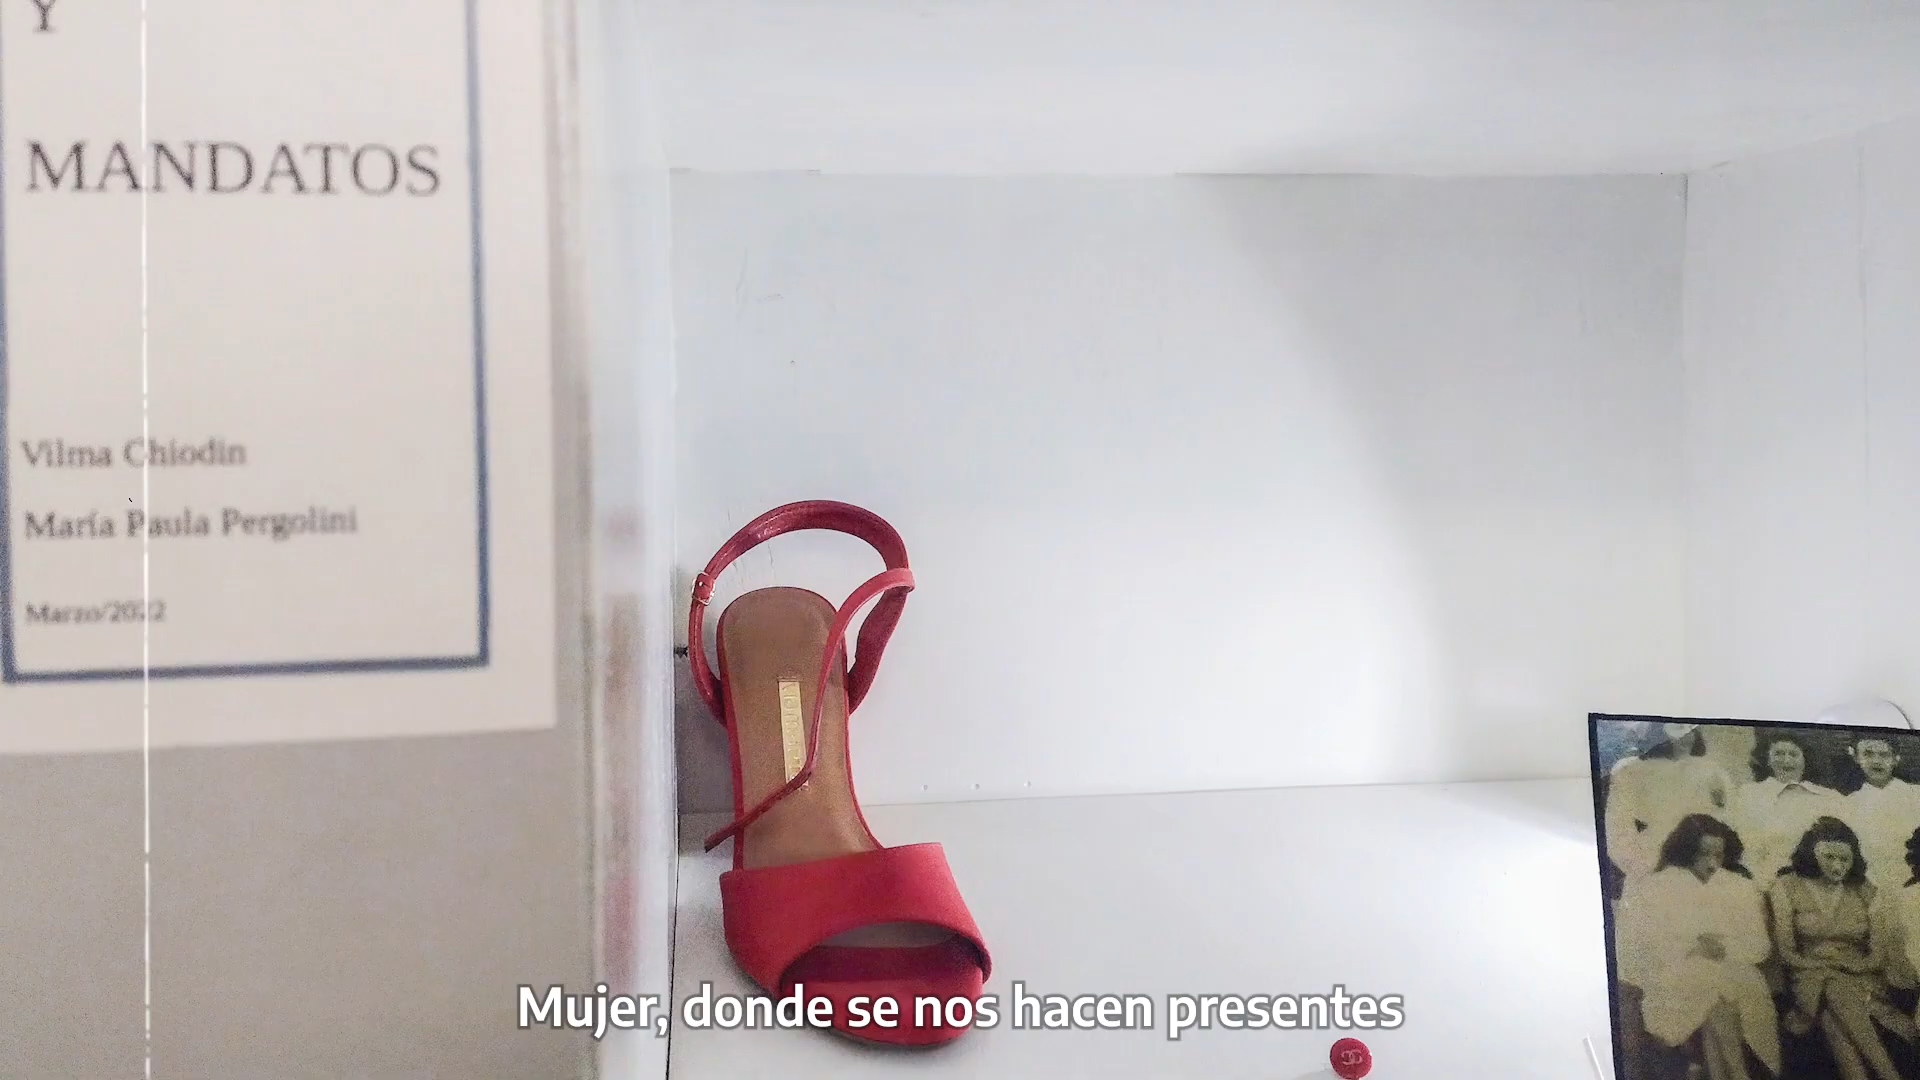 Y
MANDATOS
Vilma Chiodin
María Paula Pergolini
Marzo/2022
Mujer, donde se nos hacen presentes